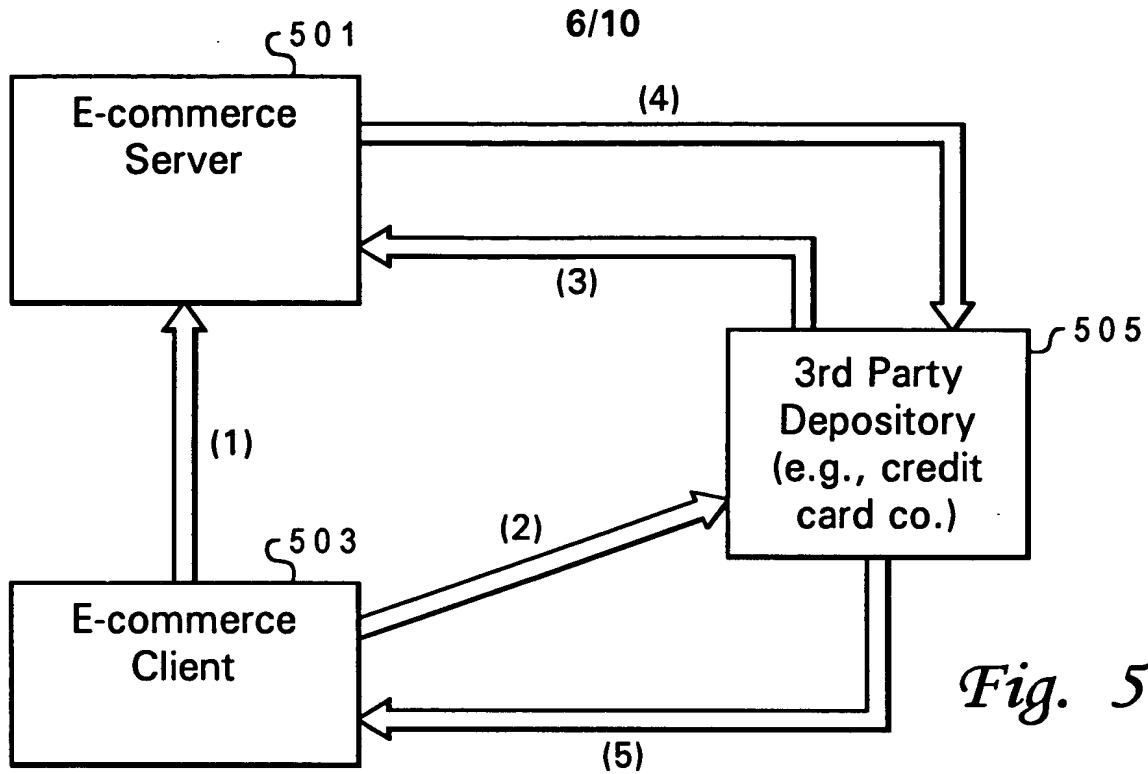 6/10
501
E-commerce
Server
(4)
(3)
505
3rd Party
Depository
(e.g., credit
card co.)
(1)
(2)
503
E-commerce
Client
(5)
Fig. 5